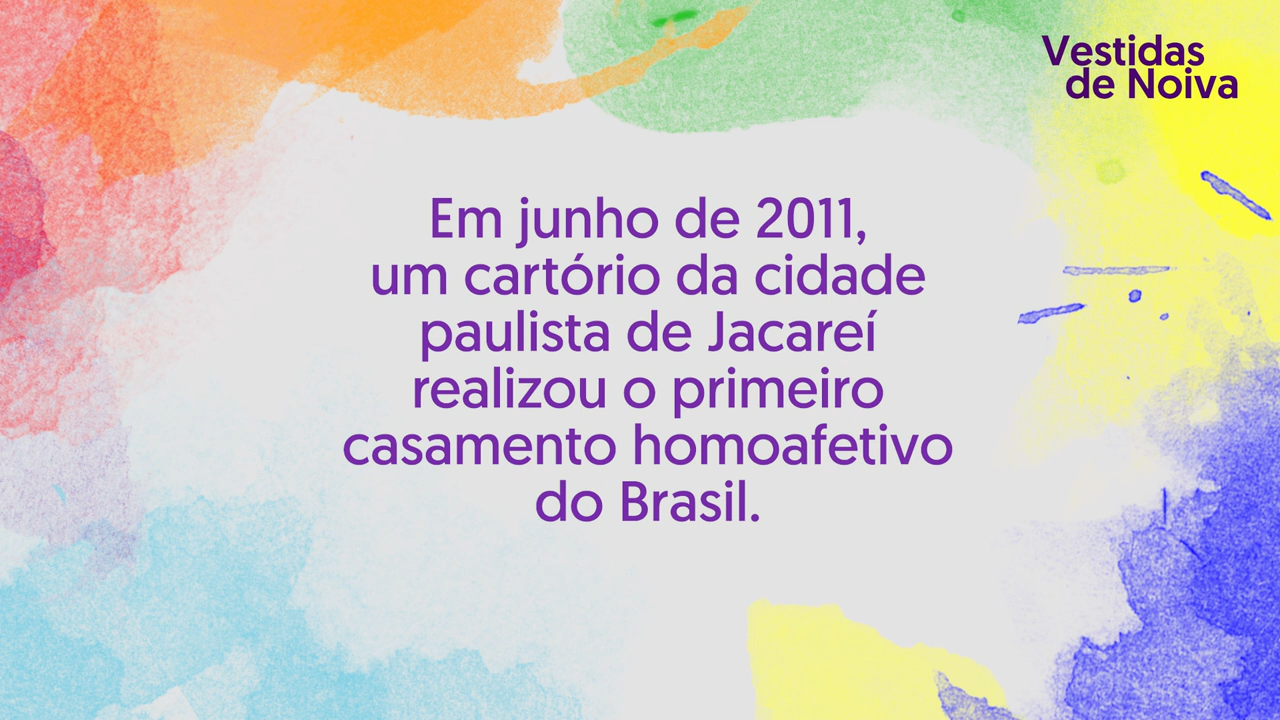 Vestidas
de Noiva
Em junho de 2011,
um cartório da cidade
paulista de Jacareí
realizou o primeiro
casamento homoafetivo
do Brasil.